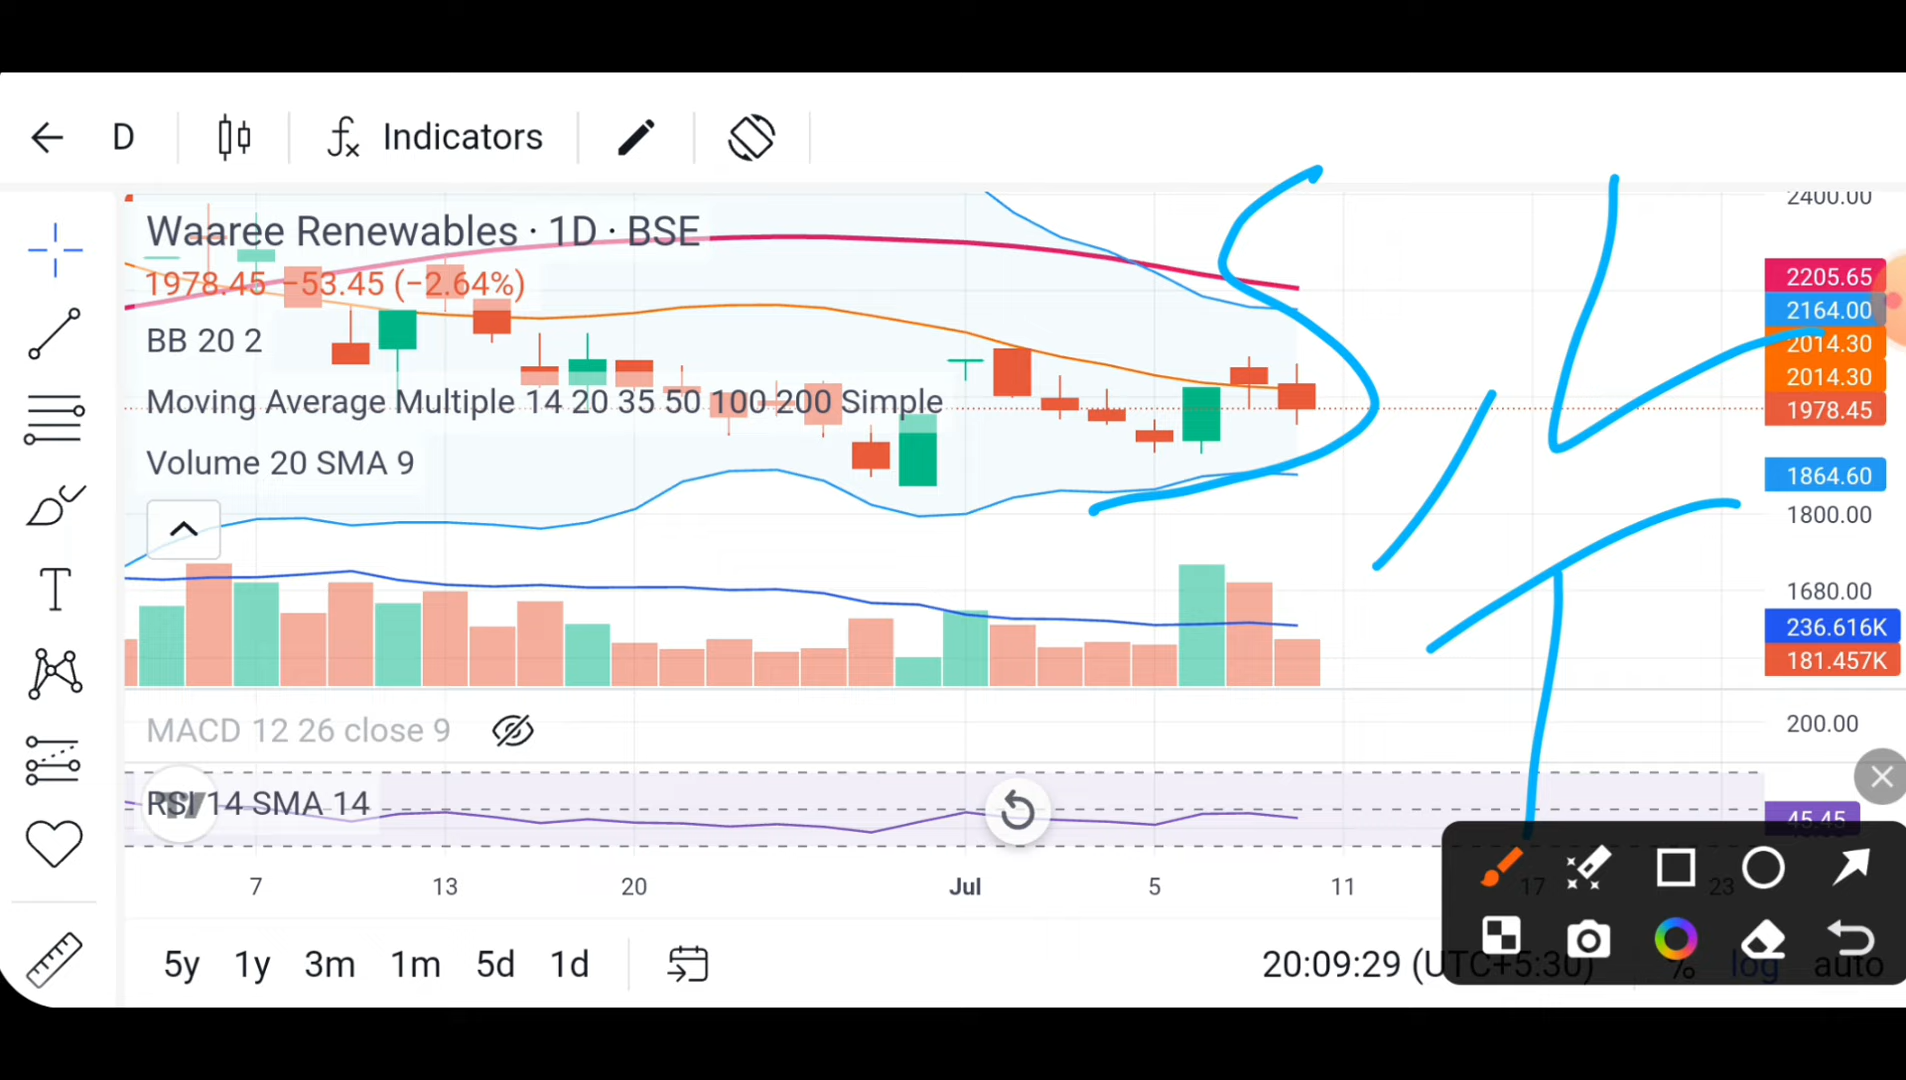 D
Indicators
Waaree Renewables · 1D · BSE
1978.45 −53.45 (−2.64%)
BB 20 2
Moving Average Multiple 14 20 35 50 100 200 Simple
Volume 20 SMA 9
MACD 12 26 close 9
RSI 14 SMA 14
2400.00
2205.65
2164.00
2014.30
2014.30
1978.45
1864.60
1800.00
1680.00
236.616K
181.457K
200.00
45.45
7 13 20 Jul 5 11 17 23
5y 1y 3m 1m 5d 1d
20:09:29 (UTC+5:30) % log auto
SL
T